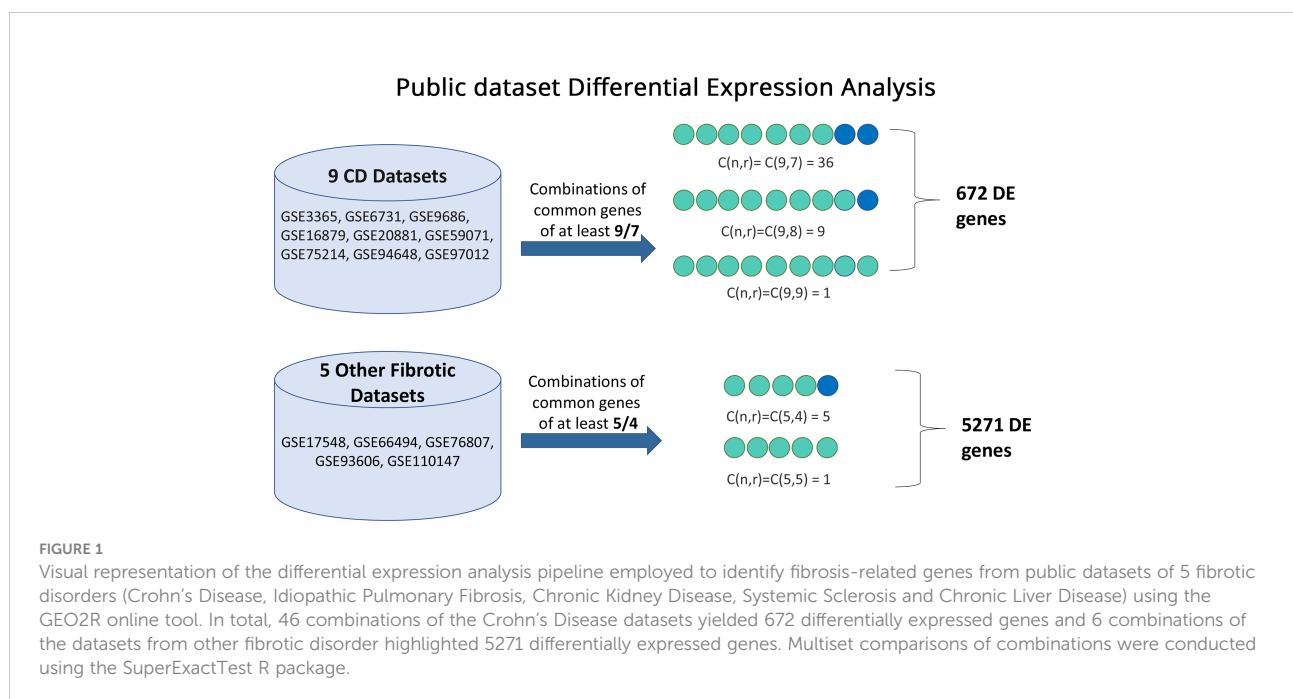 Public dataset Differential Expression Analysis
9 CD Datasets
GSE3365, GSE6731, GSE9686,
GSE16879, GSE20881, GSE59071,
GSE75214, GSE94648, GSE97012
Combinations of
common genes
of at least 9/7
C(n,r)= C(9,7) = 36
C(n,r)=C(9,8) = 9
C(n,r)=C(9,9) = 1
672 DE
genes
5 Other Fibrotic
Datasets
GSE17548, GSE66494, GSE76807,
GSE93606, GSE110147
Combinations of
common genes
of at least 5/4
C(n,r)=C(5,4) = 5
C(n,r)=C(5,5) = 1
5271 DE
genes
FIGURE 1
Visual representation of the differential expression analysis pipeline employed to identify fibrosis-related genes from public datasets of 5 fibrotic
disorders (Crohn’s Disease, Idiopathic Pulmonary Fibrosis, Chronic Kidney Disease, Systemic Sclerosis and Chronic Liver Disease) using the
GEO2R online tool. In total, 46 combinations of the Crohn’s Disease datasets yielded 672 differentially expressed genes and 6 combinations of
the datasets from other fibrotic disorder highlighted 5271 differentially expressed genes. Multiset comparisons of combinations were conducted
using the SuperExactTest R package.